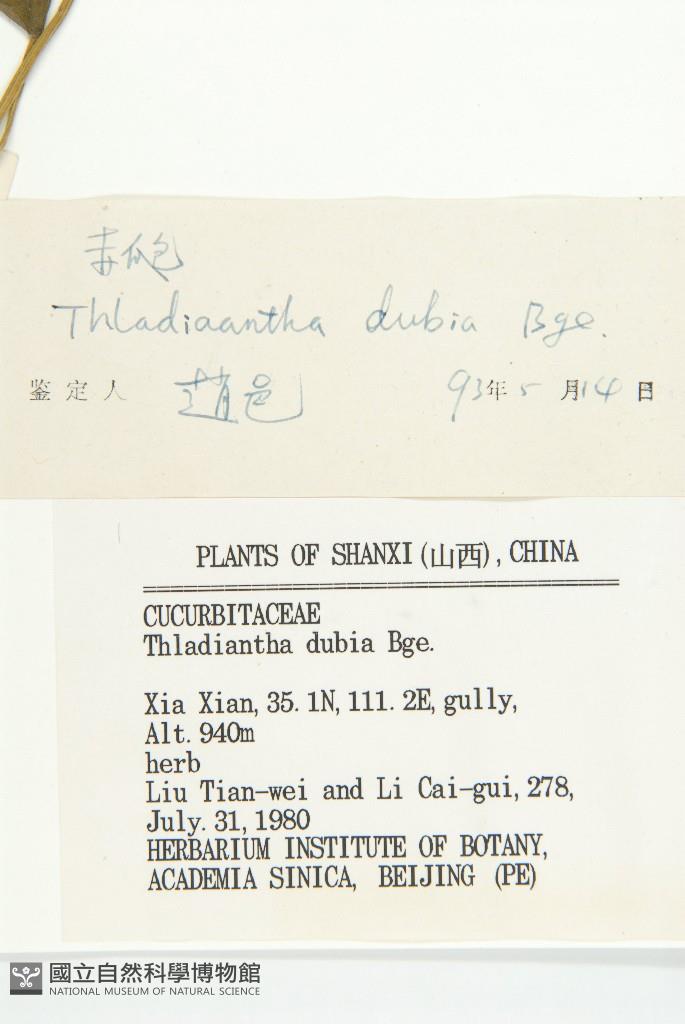 赤瓟
Thladiaantha dubia Bge.
鉴定人 趙邑 93年5月14日
PLANTS OF SHANXI (山西), CHINA
CUCURBITACEAE
Thladiantha dubia Bge.
Xia Xian, 35. 1N, 111. 2E, gully,
Alt. 940m
herb
Liu Tian-wei and Li Cai-gui, 278,
July. 31, 1980
HERBARIUM INSTITUTE OF BOTANY,
ACADEMIA SINICA, BEIJING (PE)
國立自然科學博物館
NATIONAL MUSEUM OF NATURAL SCIENCE